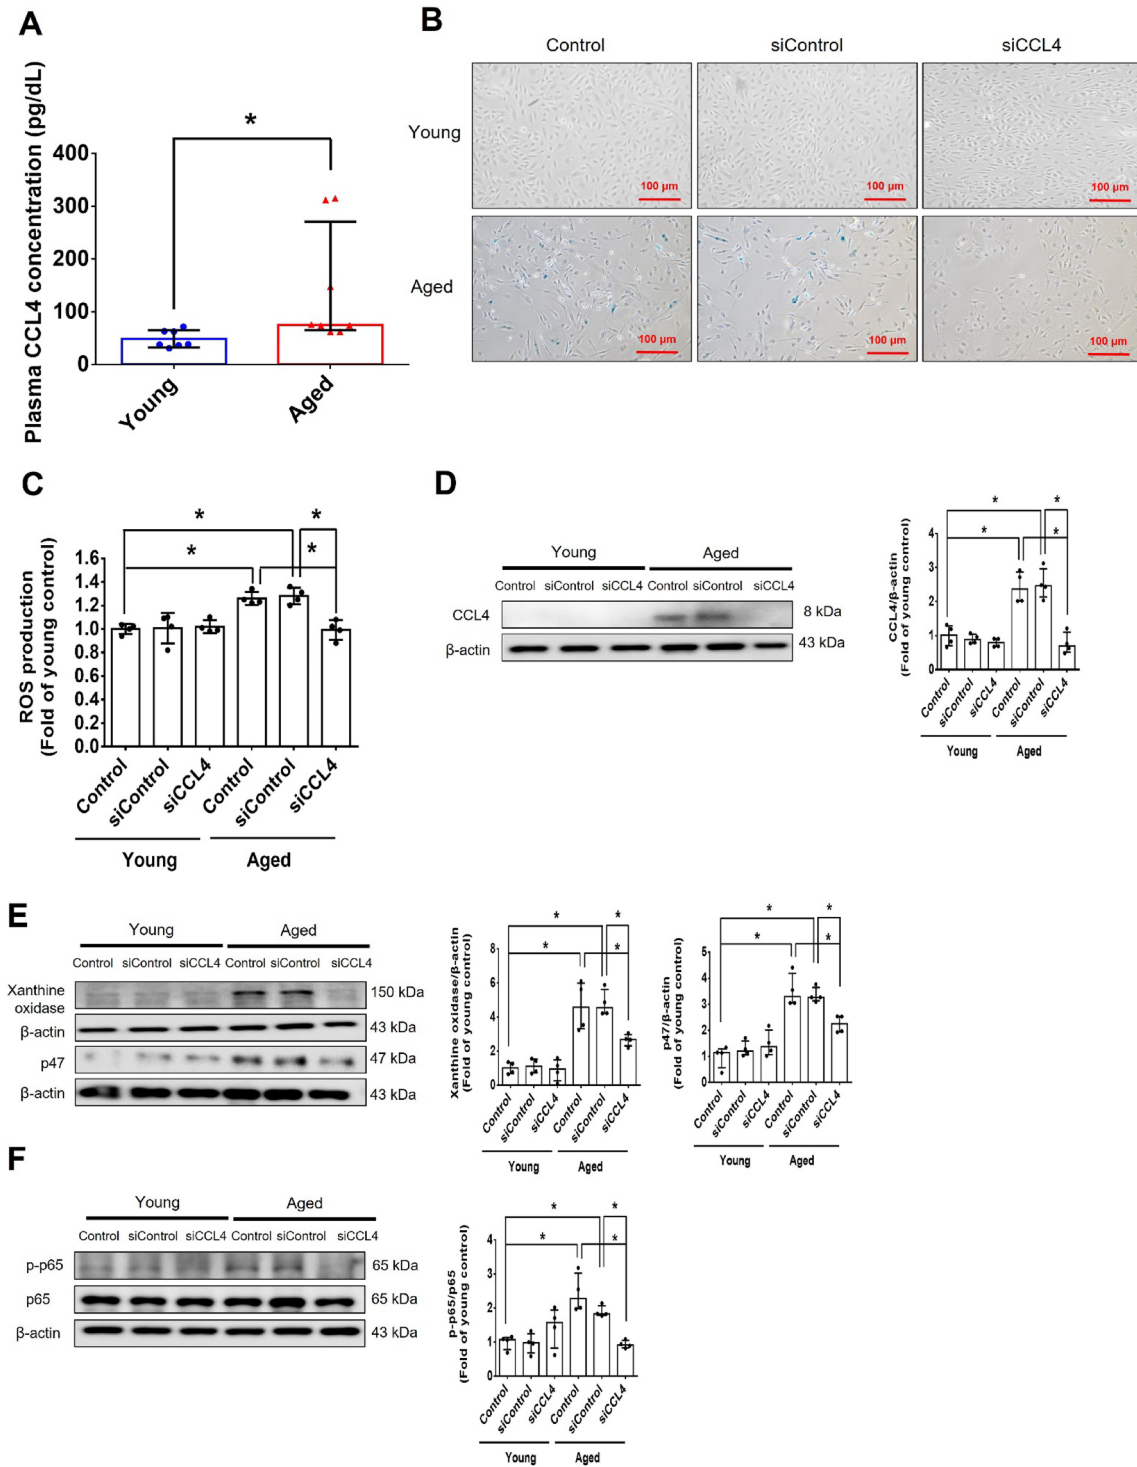 A
Plasma CCL4 concentration (pg/dL)
400
300
200
100
0
*
Young
Aged
B
Control
siControl
siCCL4
Young
100 µm
100 µm
100 µm
Aged
100 µm
100 µm
100 µm
C
ROS production
(Fold of young control)
1.6
1.4
1.2
1.0
0.8
0.6
0.4
0.2
0.0
*
*
*
*
Control
siControl
siCCL4
Control
siControl
siCCL4
Young
Aged
D
Young
Aged
Control
siControl
siCCL4
Control
siControl
siCCL4
CCL4
8 kDa
β-actin
43 kDa
CCL4/β-actin
(Fold of young control)
4
3
2
1
0
*
*
*
*
Control
siControl
siCCL4
Control
siControl
siCCL4
Young
Aged
E
Young
Aged
Control
siControl
siCCL4
Control
siControl
siCCL4
Xanthine
oxidase
150 kDa
β-actin
43 kDa
p47
47 kDa
β-actin
43 kDa
Xanthine oxidase/β-actin
(Fold of young control)
8
6
4
2
0
*
*
*
*
Control
siControl
siCCL4
Control
siControl
siCCL4
Young
Aged
p47/β-actin
(Fold of young control)
5
4
3
2
1
0
*
*
*
*
Control
siControl
siCCL4
Control
siControl
siCCL4
Young
Aged
F
Young
Aged
Control
siControl
siCCL4
Control
siControl
siCCL4
p-p65
65 kDa
p65
65 kDa
β-actin
43 kDa
p-p65/p65
(Fold of young control)
4
3
2
1
0
*
*
*
*
Control
siControl
siCCL4
Control
siControl
siCCL4
Young
Aged